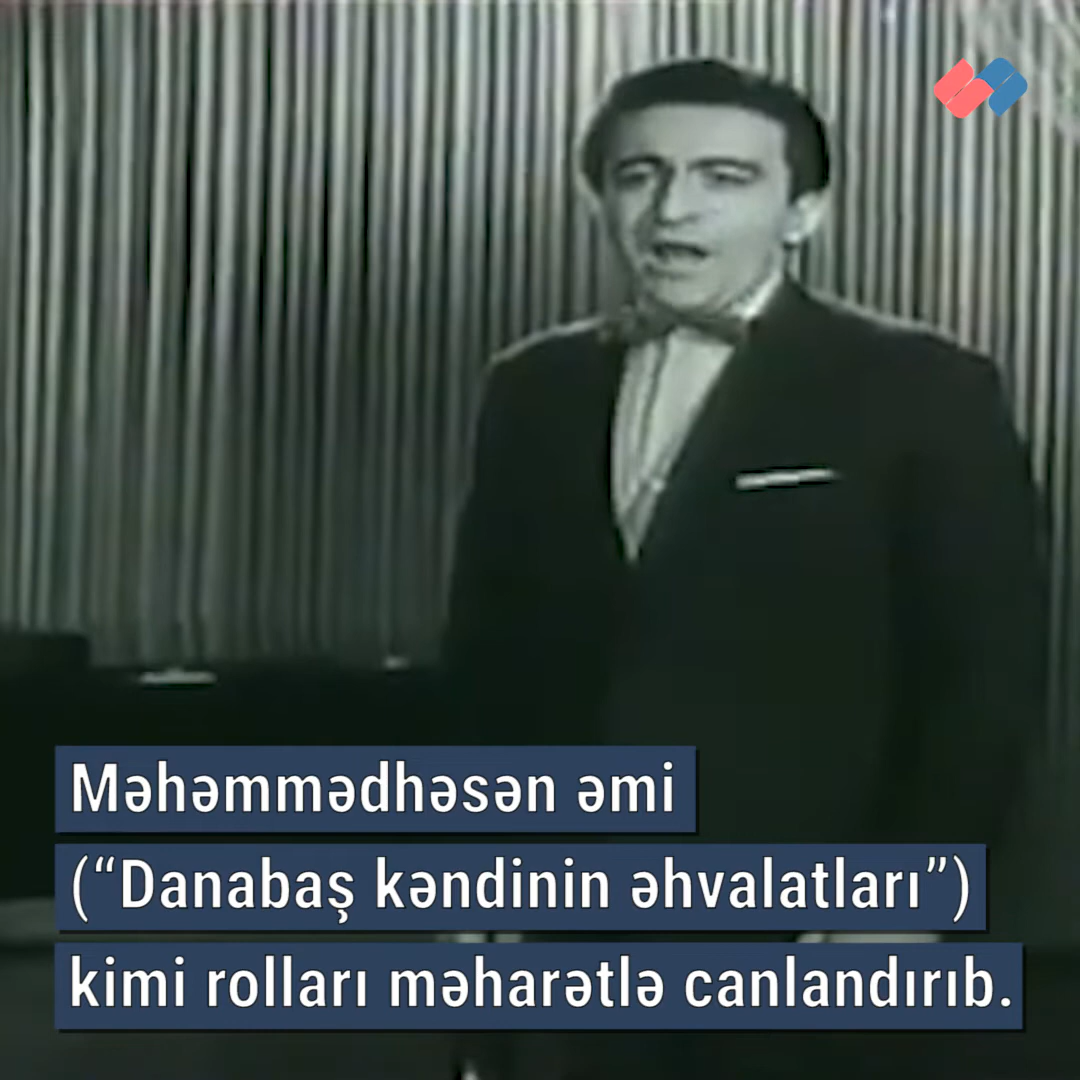 Məhəmmədhəsən əmi
(“Danabaş kəndinin əhvalatları”)
kimi rolları məharətlə canlandırıb.